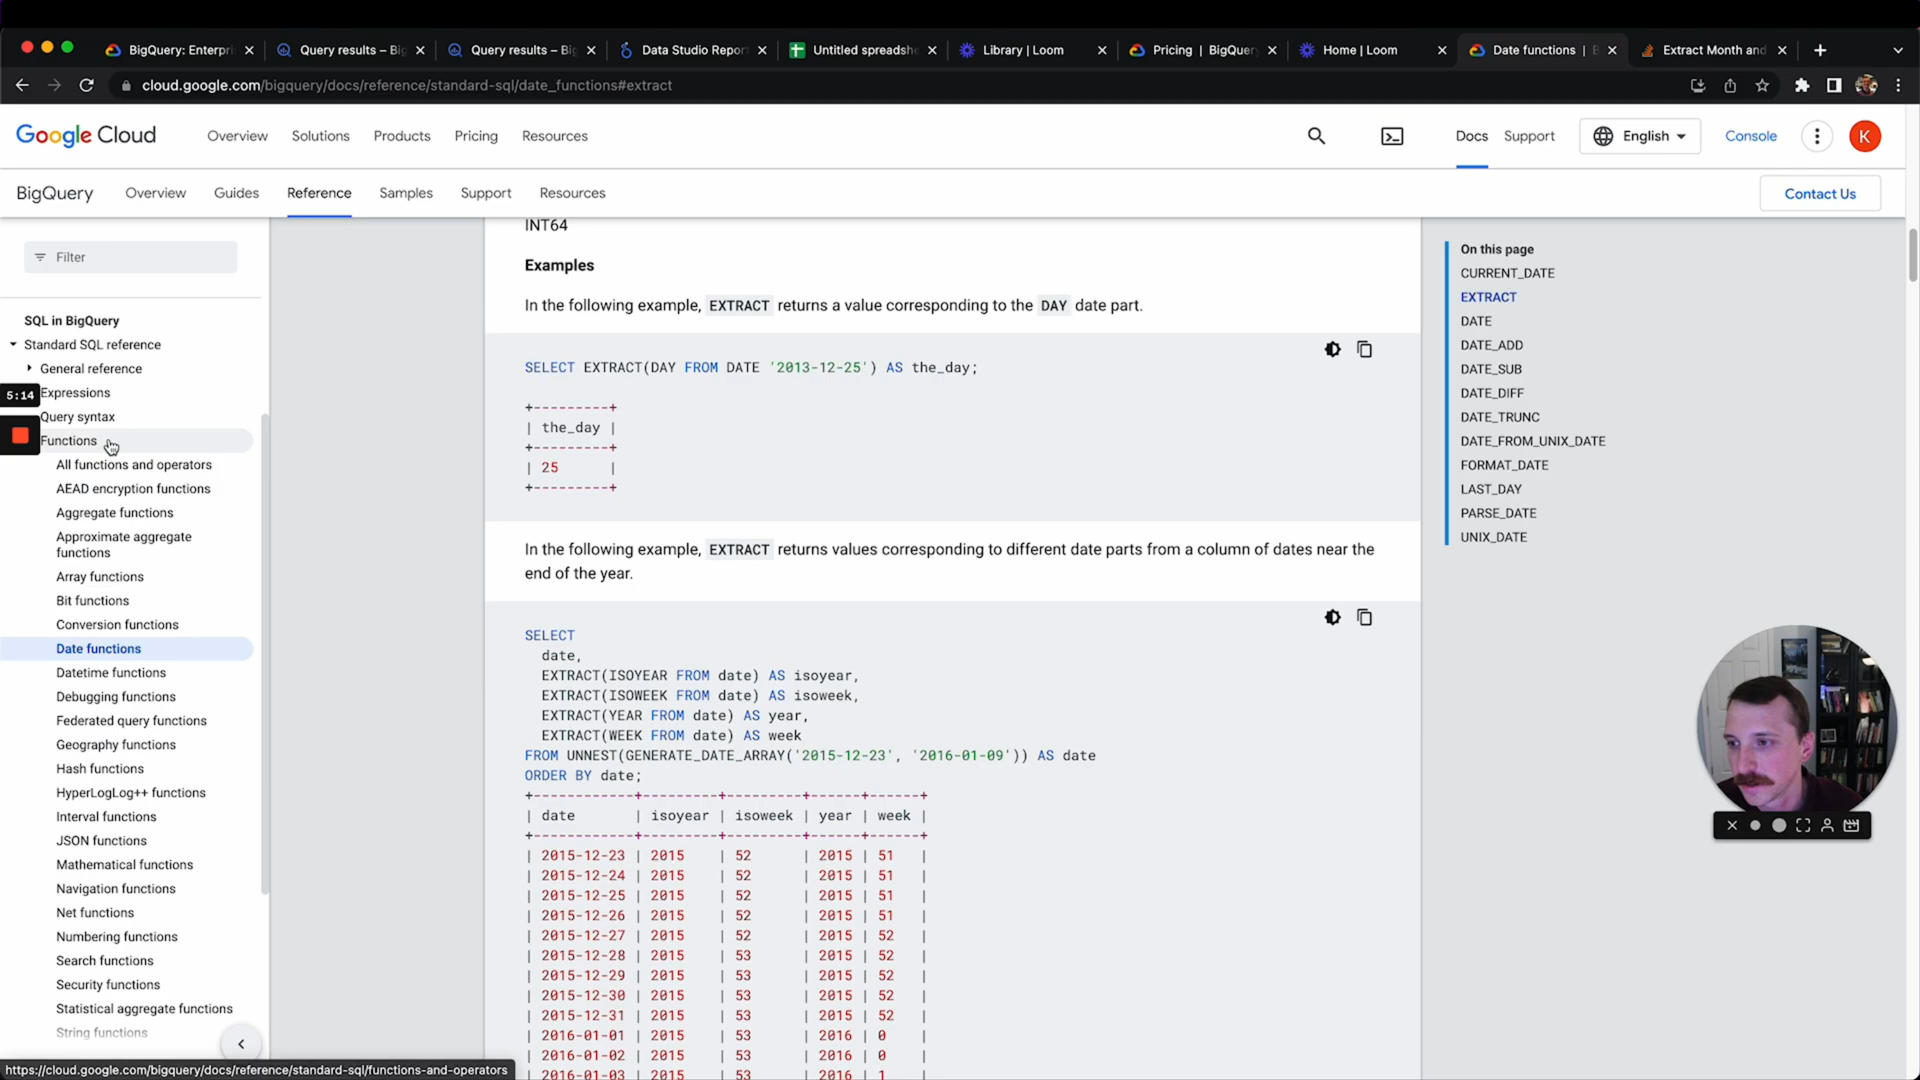 BigQuery: Enterpri
Query results – Big
Query results – Big
Data Studio Report
Untitled spreadshe
Library | Loom
Pricing | BigQuery
Home | Loom
Date functions | B
Extract Month and
cloud.google.com/bigquery/docs/reference/standard-sql/date_functions#extract
Google Cloud
Overview
Solutions
Products
Pricing
Resources
Docs
Support
English
Console
K
BigQuery
Overview
Guides
Reference
Samples
Support
Resources
Contact Us
Filter
SQL in BigQuery
Standard SQL reference
General reference
5:14
Expressions
Query syntax
Functions
All functions and operators
AEAD encryption functions
Aggregate functions
Approximate aggregate
functions
Array functions
Bit functions
Conversion functions
Date functions
Datetime functions
Debugging functions
Federated query functions
Geography functions
Hash functions
HyperLogLog++ functions
Interval functions
JSON functions
Mathematical functions
Navigation functions
Net functions
Numbering functions
Search functions
Security functions
Statistical aggregate functions
String functions
https://cloud.google.com/bigquery/docs/reference/standard-sql/functions-and-operators
INT64
Examples
In the following example, EXTRACT returns a value corresponding to the DAY date part.
SELECT EXTRACT(DAY FROM DATE '2013-12-25') AS the_day;
+---------+
| the_day |
+---------+
| 25      |
+---------+
In the following example, EXTRACT returns values corresponding to different date parts from a column of dates near the
end of the year.
SELECT
  date,
  EXTRACT(ISOYEAR FROM date) AS isoyear,
  EXTRACT(ISOWEEK FROM date) AS isoweek,
  EXTRACT(YEAR FROM date) AS year,
  EXTRACT(WEEK FROM date) AS week
FROM UNNEST(GENERATE_DATE_ARRAY('2015-12-23', '2016-01-09')) AS date
ORDER BY date;
+------------+---------+---------+------+------+
| date       | isoyear | isoweek | year | week |
+------------+---------+---------+------+------+
| 2015-12-23 | 2015    | 52      | 2015 | 51   |
| 2015-12-24 | 2015    | 52      | 2015 | 51   |
| 2015-12-25 | 2015    | 52      | 2015 | 51   |
| 2015-12-26 | 2015    | 52      | 2015 | 51   |
| 2015-12-27 | 2015    | 52      | 2015 | 52   |
| 2015-12-28 | 2015    | 53      | 2015 | 52   |
| 2015-12-29 | 2015    | 53      | 2015 | 52   |
| 2015-12-30 | 2015    | 53      | 2015 | 52   |
| 2015-12-31 | 2015    | 53      | 2015 | 52   |
| 2016-01-01 | 2015    | 53      | 2016 | 0    |
| 2016-01-02 | 2015    | 53      | 2016 | 0    |
| 2016-01-03 | 2015    | 53      | 2016 | 1    |
On this page
CURRENT_DATE
EXTRACT
DATE
DATE_ADD
DATE_SUB
DATE_DIFF
DATE_TRUNC
DATE_FROM_UNIX_DATE
FORMAT_DATE
LAST_DAY
PARSE_DATE
UNIX_DATE